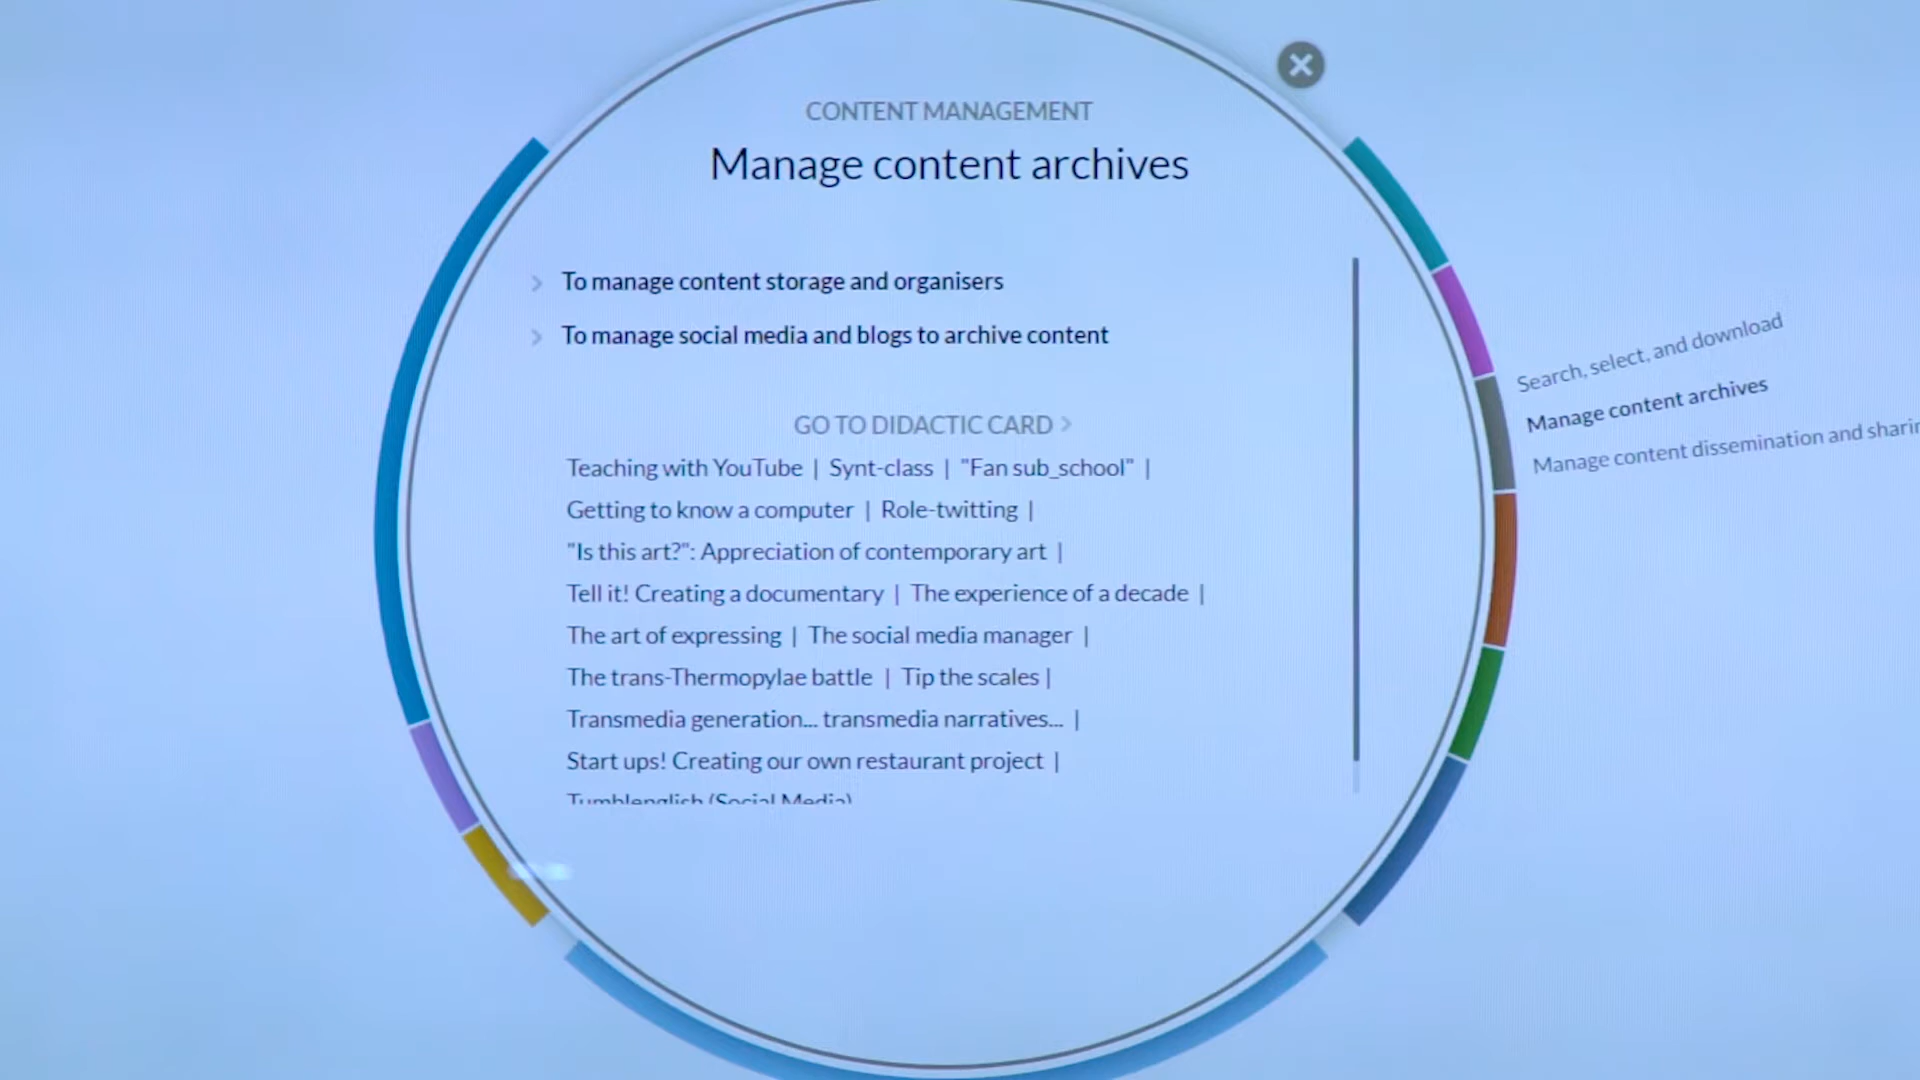 CONTENT MANAGEMENT
Manage content archives
To manage content storage and organisers
To manage social media and blogs to archive content
GO TO DIDACTIC CARD >
Teaching with YouTube | Synt-class | "Fan sub_school" |
Getting to know a computer | Role-twitting |
"Is this art?": Appreciation of contemporary art |
Tell it! Creating a documentary | The experience of a decade |
The art of expressing | The social media manager |
The trans-Thermopylae battle | Tip the scales |
Transmedia generation... transmedia narratives... |
Start ups! Creating our own restaurant project |
Tumblenglish (Social Media)
Search, select, and download
Manage content archives
Manage content dissemination and